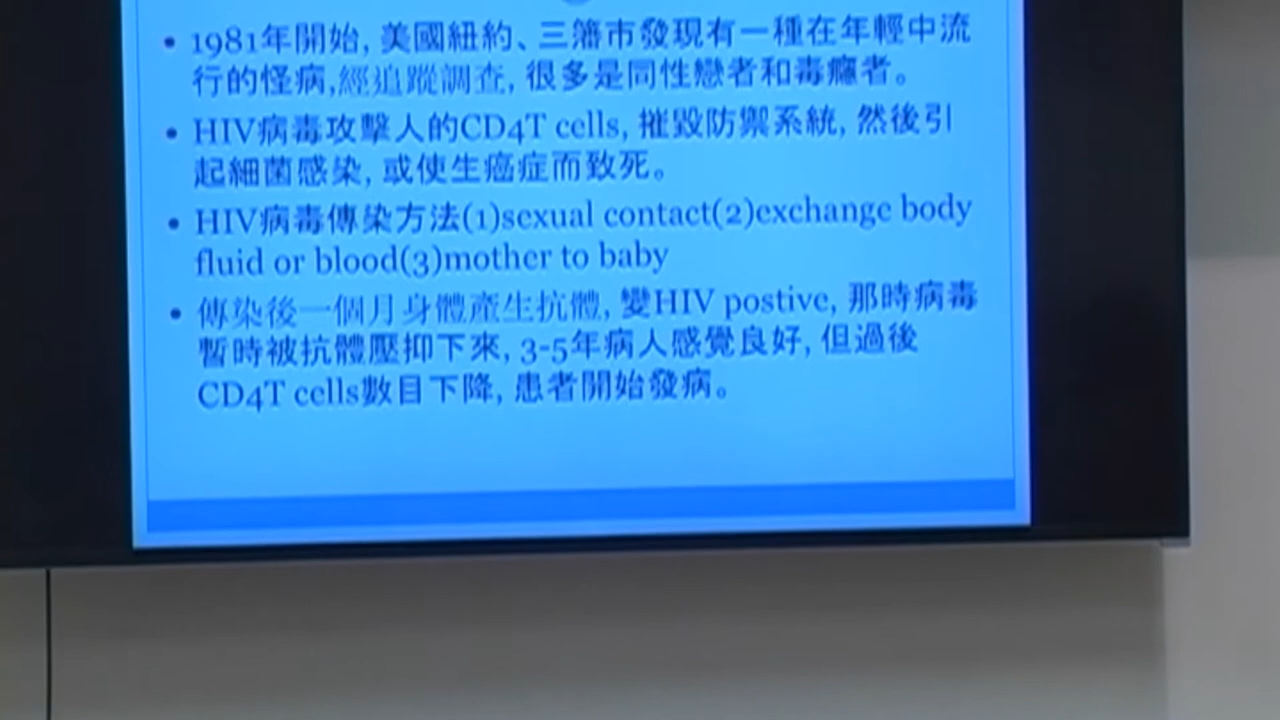 • 1981年開始, 美國紐約、三籓市發現有一種在年輕中流
行的怪病,經追蹤調查, 很多是同性戀者和毒癮者。
• HIV病毒攻擊人的CD4T cells, 摧毀防禦系統, 然後引
起細菌感染, 或使生癌症而致死。
• HIV病毒傳染方法(1)sexual contact(2)exchange body
fluid or blood(3)mother to baby
• 傳染後一個月身體產生抗體, 變HIV postive, 那時病毒
暫時被抗體壓抑下來, 3-5年病人感覺良好, 但過後
CD4T cells數目下降, 患者開始發病。